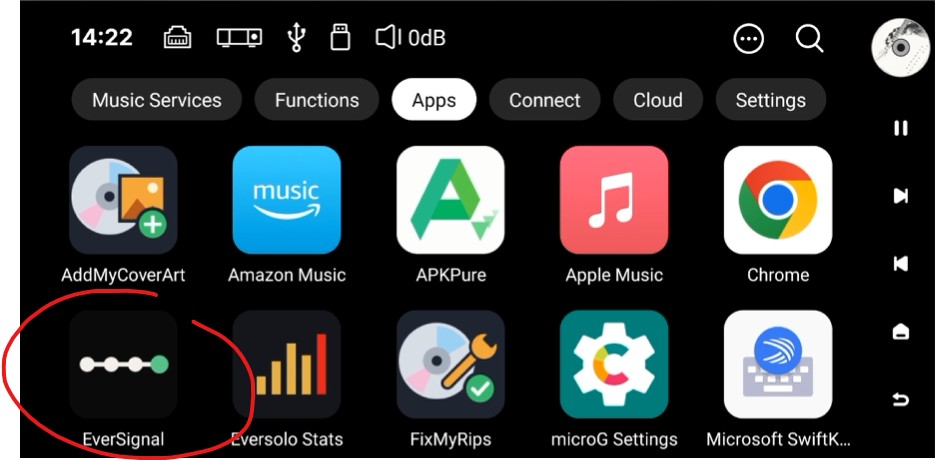 14:22 0dB
Music Services Functions Apps Connect Cloud Settings
music
AddMyCoverArt Amazon Music APKPure Apple Music Chrome
EverSignal Eversolo Stats FixMyRips microG Settings Microsoft SwiftK...